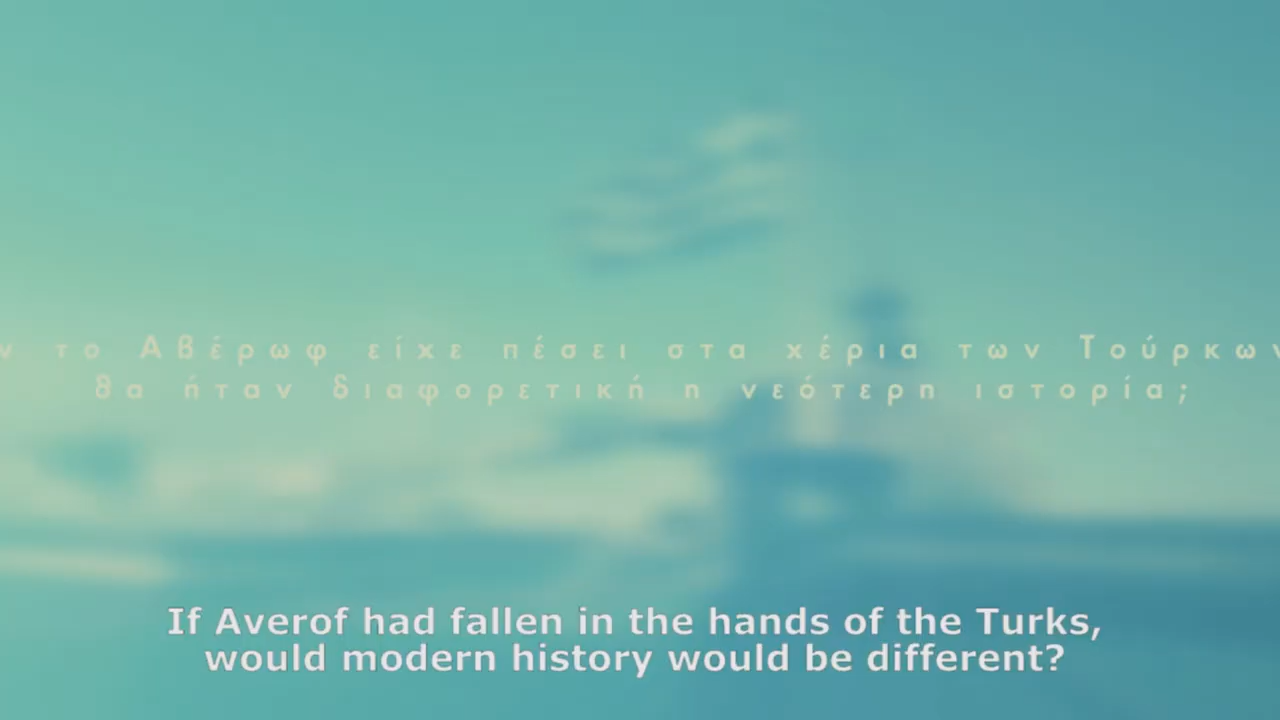 ν το Αβέρωφ είχε πέσει στα χέρια των Τούρκων
θα ήταν διαφορετική η νεότερη ιστορία;
If Averof had fallen in the hands of the Turks,
would modern history would be different?